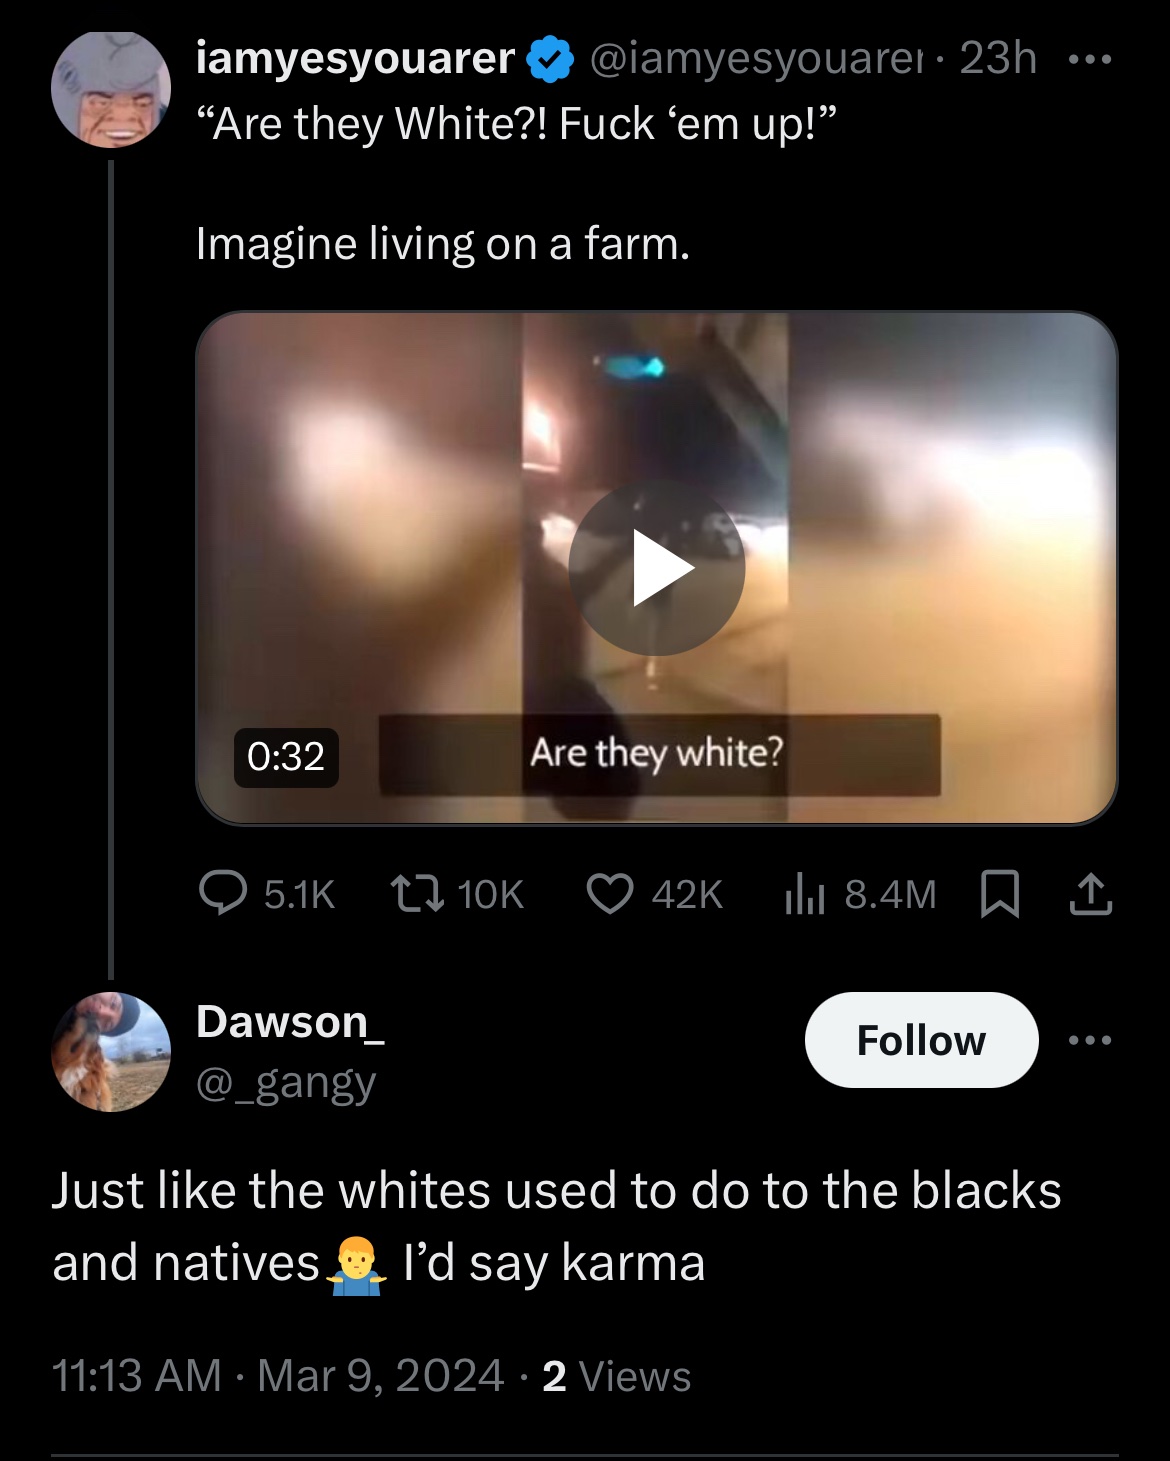 iamyesyouarer @iamyesyouarer · 23h
“Are they White?! Fuck ‘em up!”
Imagine living on a farm.
Are they white?
0:32
5.1K 10K 42K 8.4M
Dawson_
Follow
@_gangy
Just like the whites used to do to the blacks
and natives🤷‍♂️ I’d say karma
11:13 AM · Mar 9, 2024 · 2 Views